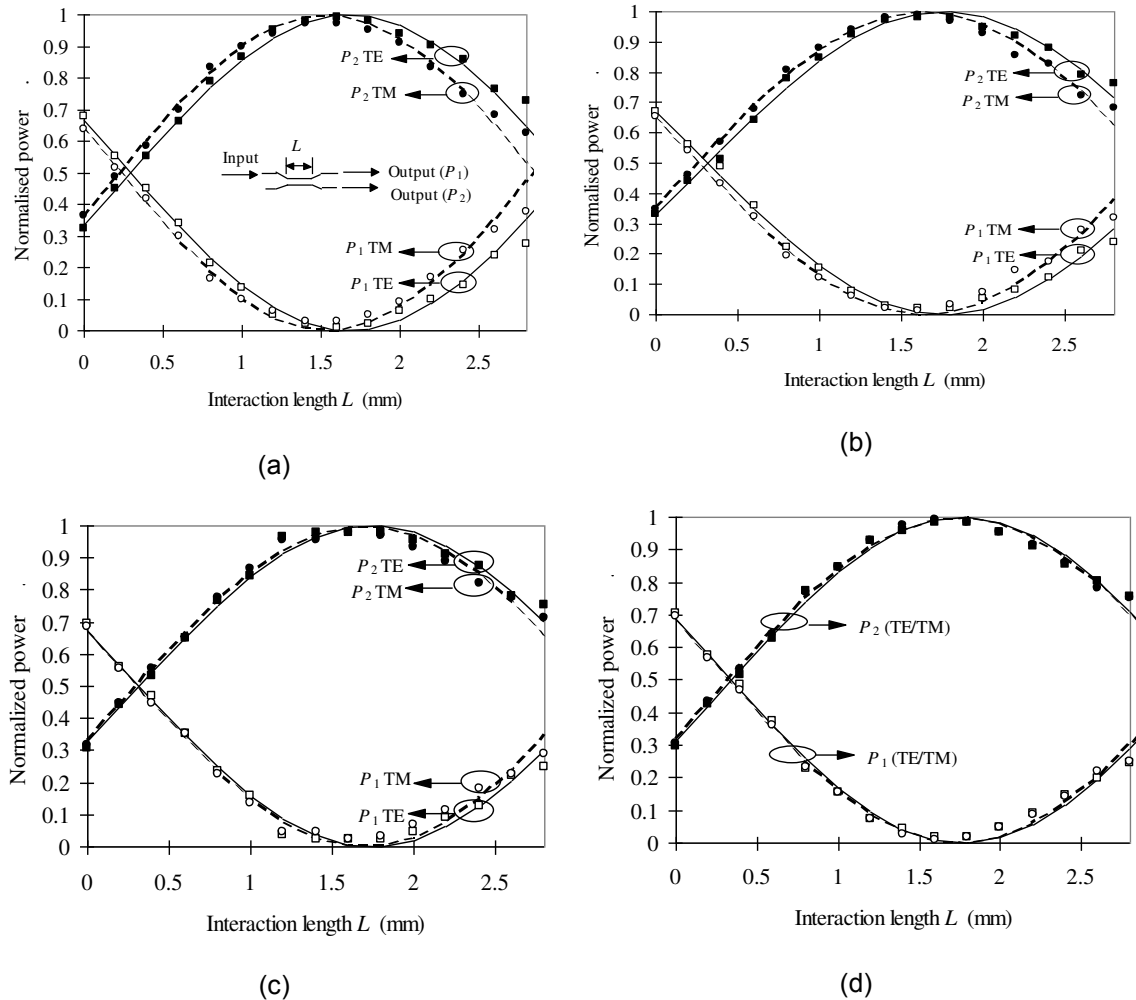 1
0.9
0.8
0.7
0.6
0.5
0.4
0.3
0.2
0.1
0
Normalised power
P2 TE
P2 TM
L
Input
Output (P1)
Output (P2)
P1 TM
P1 TE
0 0.5 1 1.5 2 2.5
Interaction length L (mm)
(a)
1
0.9
0.8
0.7
0.6
0.5
0.4
0.3
0.2
0.1
0
Normalised power
P2 TE
P2 TM
P1 TM
P1 TE
0 0.5 1 1.5 2 2.5
Interaction length L (mm)
(b)
1
0.9
0.8
0.7
0.6
0.5
0.4
0.3
0.2
0.1
0
Normalized power
P2 TE
P2 TM
P1 TM
P1 TE
0 0.5 1 1.5 2 2.5
Interaction length L (mm)
(c)
1
0.9
0.8
0.7
0.6
0.5
0.4
0.3
0.2
0.1
0
Normalized power
P2 (TE/TM)
P1 (TE/TM)
0 0.5 1 1.5 2 2.5
Interaction length L (mm)
(d)